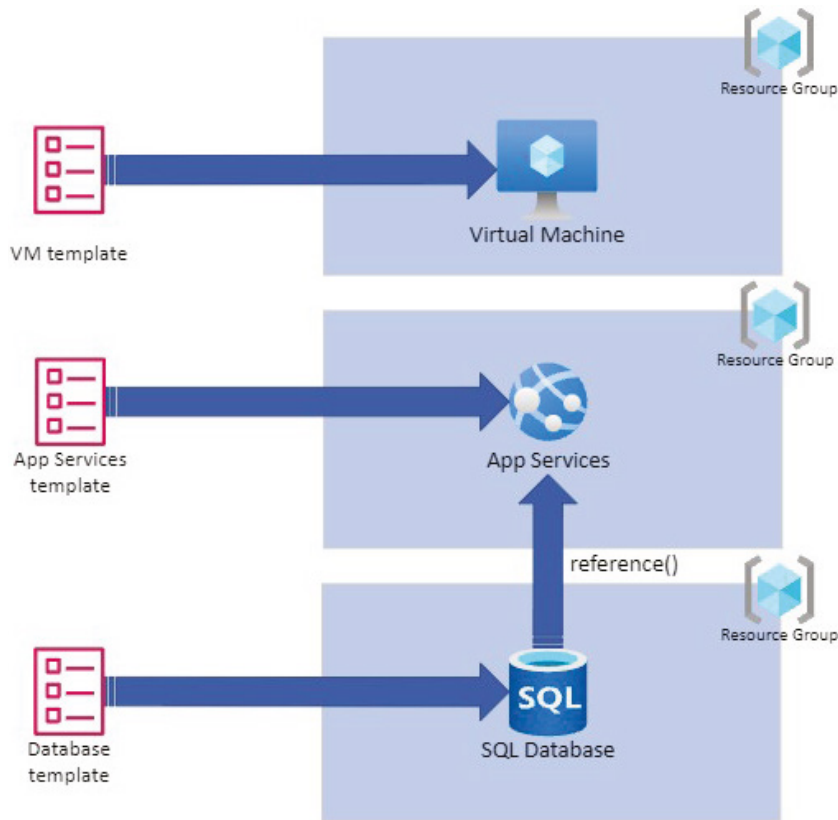 Resource Group
VM template
Virtual Machine
Resource Group
App Services
template
App Services
reference()
Resource Group
Database
template
SQL
SQL Database